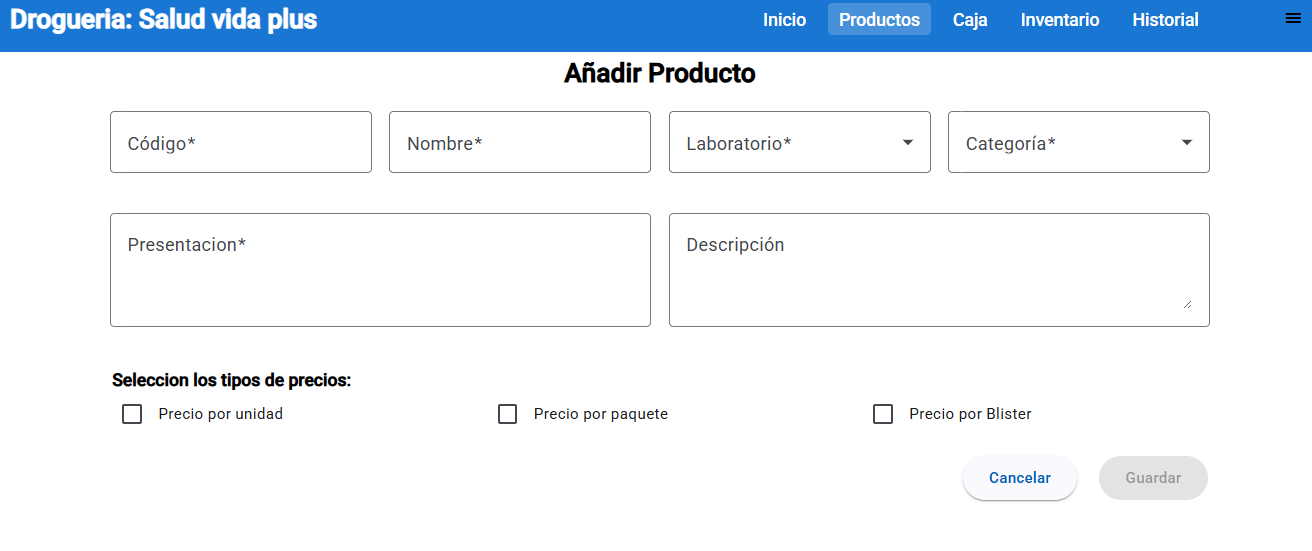 Drogueria: Salud vida plus Inicio Productos Caja Inventario Historial
Añadir Producto
Código* Nombre* Laboratorio* Categoría*
Presentacion* Descripción
Seleccion los tipos de precios:
Precio por unidad Precio por paquete Precio por Blister
Cancelar Guardar